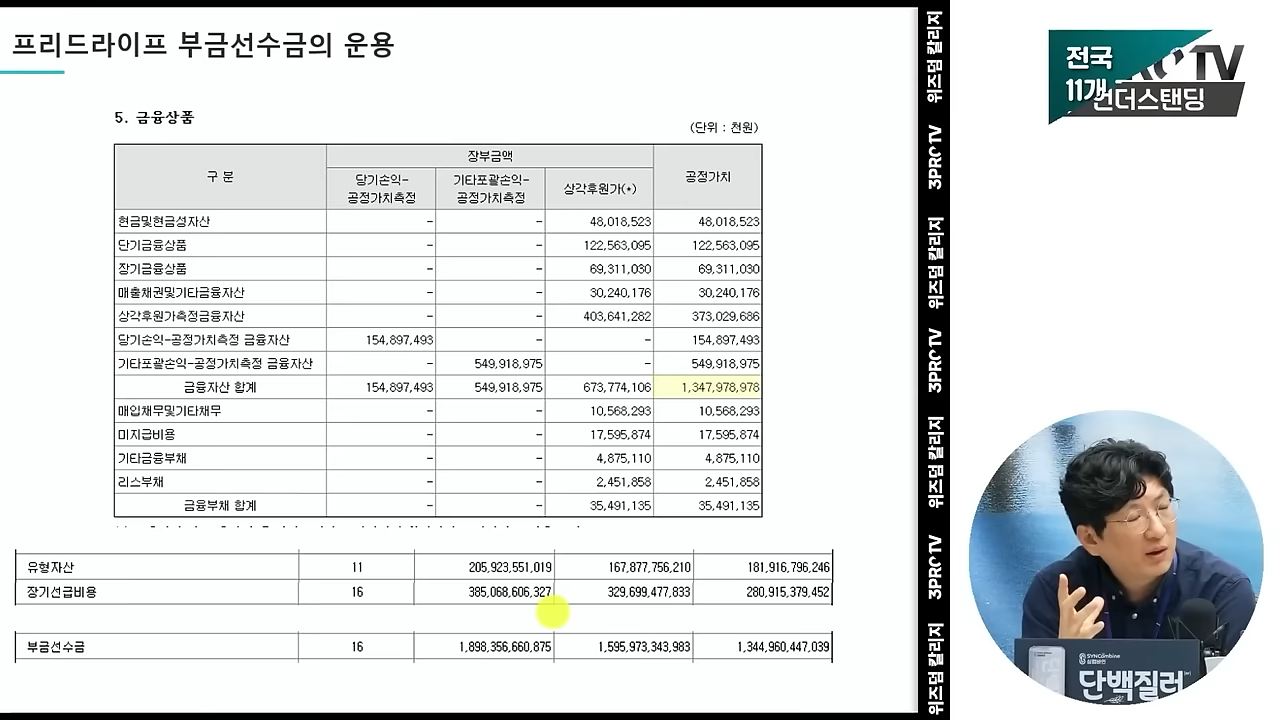 프리드라이프 부금선수금의 운용
5. 금융상품
(단위 : 천원)
구 분 장부금액 공정가치
당기손익-공정가치측정 기타포괄손익-공정가치측정 상각후원가(*)
현금및현금성자산 - - 48,018,523 48,018,523
단기금융상품 - - 122,563,095 122,563,095
장기금융상품 - - 69,311,030 69,311,030
매출채권및기타금융자산 - - 30,240,176 30,240,176
상각후원가측정금융자산 - - 403,641,282 373,029,686
당기손익-공정가치측정 금융자산 154,897,493 - - 154,897,493
기타포괄손익-공정가치측정 금융자산 - 549,918,975 - 549,918,975
금융자산 합계 154,897,493 549,918,975 673,774,106 1,347,978,978
매입채무및기타채무 - - 10,568,293 10,568,293
미지급비용 - - 17,595,874 17,595,874
기타금융부채 - - 4,875,110 4,875,110
리스부채 - - 2,451,858 2,451,858
금융부채 합계 - - 35,491,135 35,491,135
유형자산 11 205,923,551,019 167,877,756,210 181,916,796,246
장기선급비용 16 385,068,606,327 329,699,477,833 280,915,379,452
부금선수금 16 1,898,356,660,875 1,595,973,343,983 1,344,960,447,039
위즈덤 칼리지
3PROTV
위즈덤 칼리지
3PROTV
위즈덤 칼리지
3PROTV
위즈덤 칼리지
전국
11개
TV
언더스탠딩
SYNCombine
단백질러